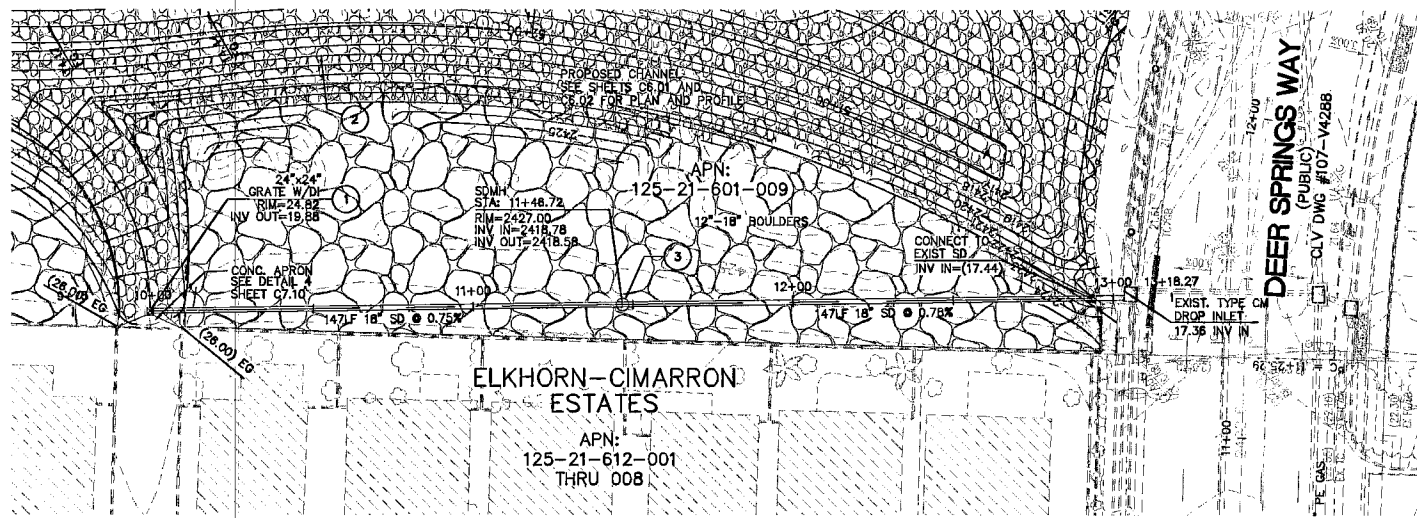 PROPOSED CHANNEL
SEE SHEETS C6.01 AND
C6.02 FOR PLAN AND PROFILE
2
2425
24"x24"
GRATE W/DI
RIM=24.82
INV OUT=19.88
1
SDMH
STA: 11+46.72
RIM=2427.00
INV IN=2418.78
INV OUT=2418.58
APN:
125-21-601-009
12"-18" BOULDERS
3
CONNECT TO
EXIST SD
INV IN=(17.44)
CONC. APRON
SEE DETAIL 4
SHEET C7.10
(26.00) EG
10+00
11+00
12+00
13+18.27
147LF 18" SD @ 0.75%
147LF 18" SD @ 0.78%
EXIST. TYPE CM
DROP INLET
17.36 INV IN
(26.00) EG
ELKHORN-CIMARRON
ESTATES
APN:
125-21-612-001
THRU 008
DEER SPRINGS WAY
(PUBLIC)
CLV DWG #107-V4288
12+00
11+00
11+25.29
PE GAS